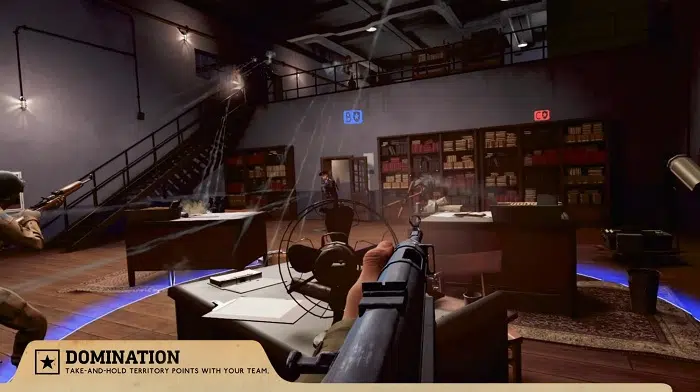 B
C
DOMINATION
TAKE-AND-HOLD TERRITORY POINTS WITH YOUR TEAM.